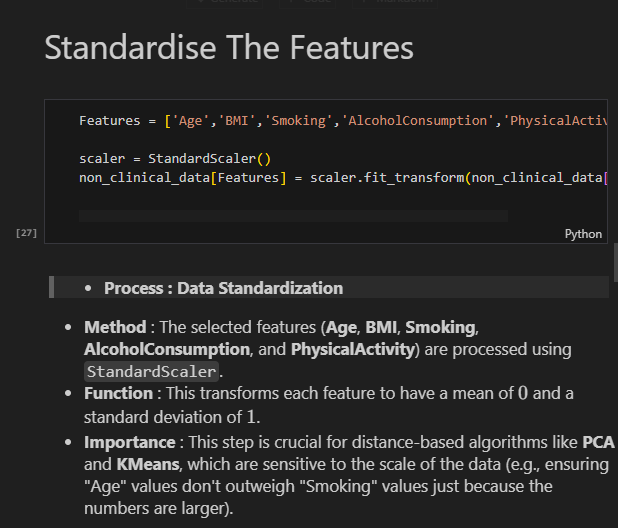 Standardise The Features
Features = ['Age','BMI','Smoking','AlcoholConsumption','PhysicalActiv
scaler = StandardScaler()
non_clinical_data[Features] = scaler.fit_transform(non_clinical_data[
[27]
Python
• Process : Data Standardization
• Method : The selected features (Age, BMI, Smoking,
AlcoholConsumption, and PhysicalActivity) are processed using
StandardScaler.
• Function : This transforms each feature to have a mean of 0 and a
standard deviation of 1.
• Importance : This step is crucial for distance-based algorithms like PCA
and KMeans, which are sensitive to the scale of the data (e.g., ensuring
"Age" values don't outweigh "Smoking" values just because the
numbers are larger).